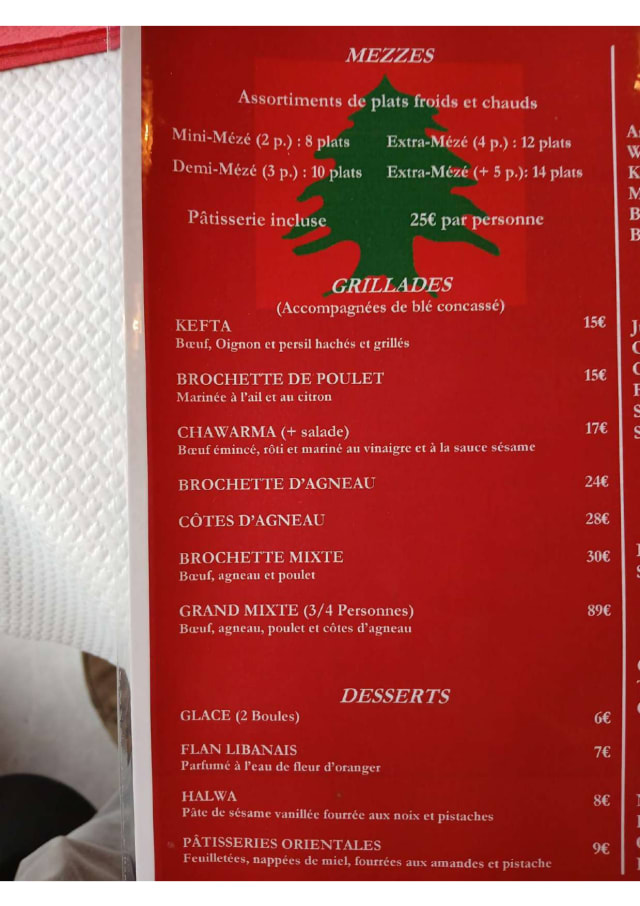 MEZZES
Assortiments de plats froids et chauds
Mini-Mézé (2 p.) : 8 plats Extra-Mézé (4 p.) : 12 plats
Demi-Mézé (3 p.) : 10 plats Extra-Mézé (+ 5 p.): 14 plats
Pâtisserie incluse 25€ par personne
GRILLADES
(Accompagnées de blé concassé)
KEFTA 15€
Bœuf, Oignon et persil hachés et grillés
BROCHETTE DE POULET 15€
Marinée à l'ail et au citron
CHAWARMA (+ salade) 17€
Bœuf émincé, rôti et mariné au vinaigre et à la sauce sésame
BROCHETTE D'AGNEAU 24€
CÔTES D'AGNEAU 28€
BROCHETTE MIXTE 30€
Bœuf, agneau et poulet
GRAND MIXTE (3/4 Personnes) 89€
Bœuf, agneau, poulet et côtes d'agneau
DESSERTS
GLACE (2 Boules) 6€
FLAN LIBANAIS 7€
Parfumé à l'eau de fleur d'oranger
HALWA 8€
Pâte de sésame vanillée fourrée aux noix et pistaches
PÂTISSERIES ORIENTALES 9€
Feuilletées, nappées de miel, fourrées aux amandes et pistache